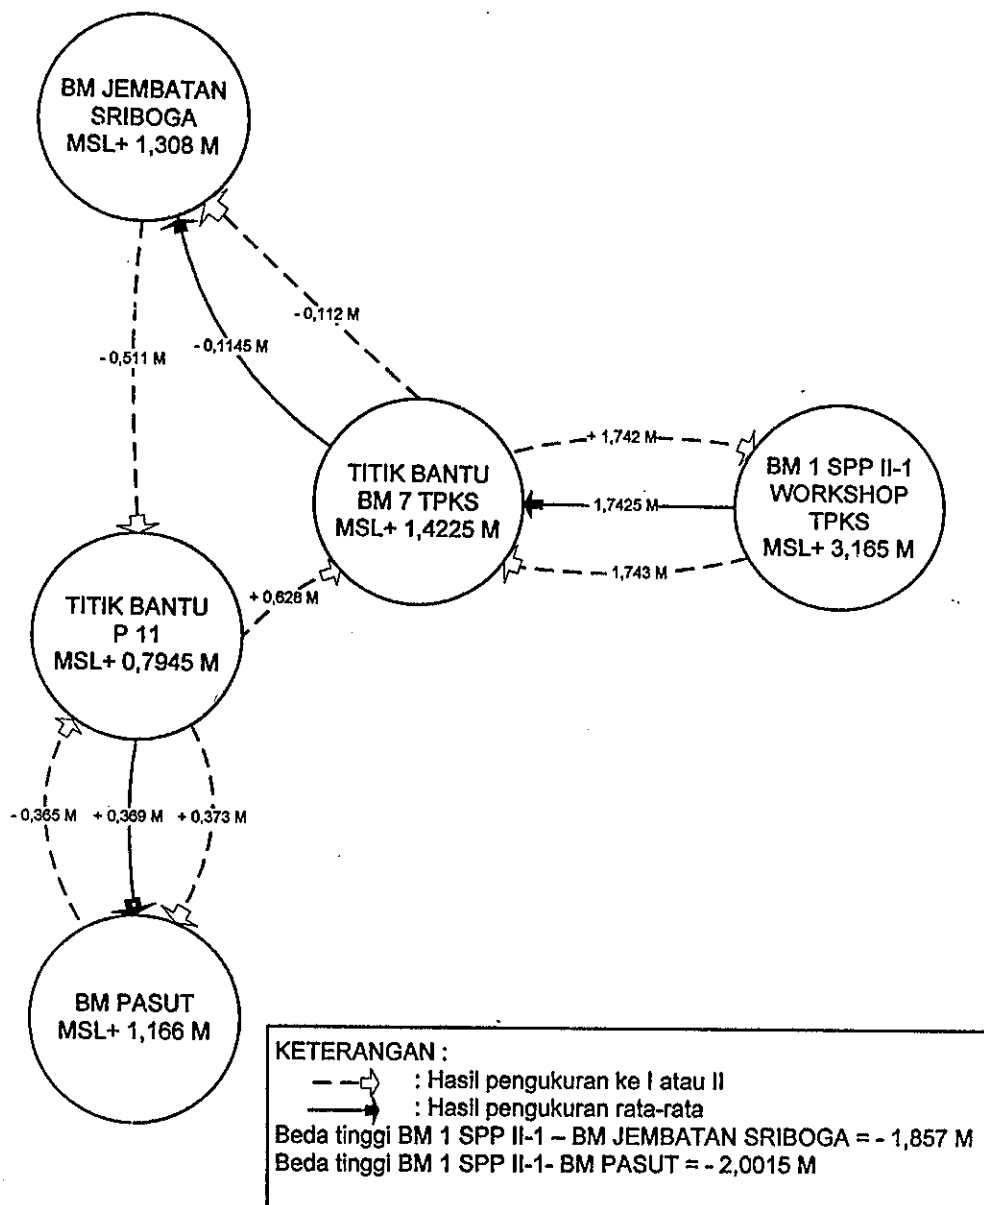 BM JEMBATAN
SRIBOGA
MSL+ 1,308 M
- 0,112 M
- 0,1145 M
- 0,511 M
TITIK BANTU
BM 7 TPKS
MSL+ 1,4225 M
+ 1,742 M
1,7425 M
1,743 M
BM 1 SPP II-1
WORKSHOP
TPKS
MSL+ 3,165 M
+ 0,628 M
TITIK BANTU
P 11
MSL+ 0,7945 M
- 0,365 M
+ 0,369 M
+ 0,373 M
BM PASUT
MSL+ 1,166 M
KETERANGAN :
: Hasil pengukuran ke I atau II
: Hasil pengukuran rata-rata
Beda tinggi BM 1 SPP II-1 – BM JEMBATAN SRIBOGA = - 1,857 M
Beda tinggi BM 1 SPP II-1- BM PASUT = - 2,0015 M